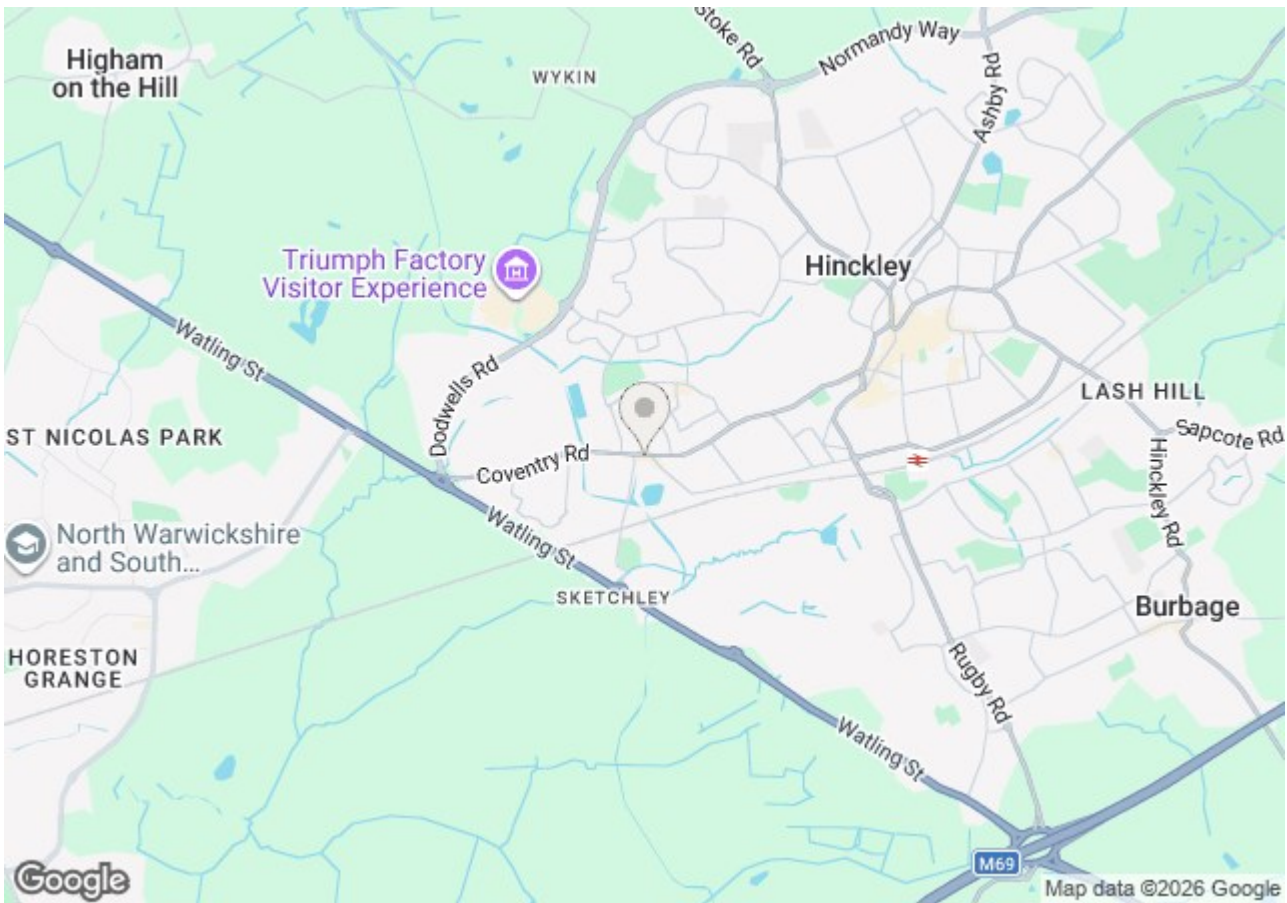 Stoke Rd
Normandy Way
Higham
on the Hill
WYKIN
Ashby Rd
Triumph Factory
Visitor Experience
Hinckley
Watling St
Dodwells Rd
LASH HILL
ST NICOLAS PARK
Sapcote Rd
Coventry Rd
Hinckley Rd
North Warwickshire
and South...
Watling St
SKETCHLEY
Burbage
HORESTON
GRANGE
Rugby Rd
Watling St
M69
Google
Map data ©2026 Google